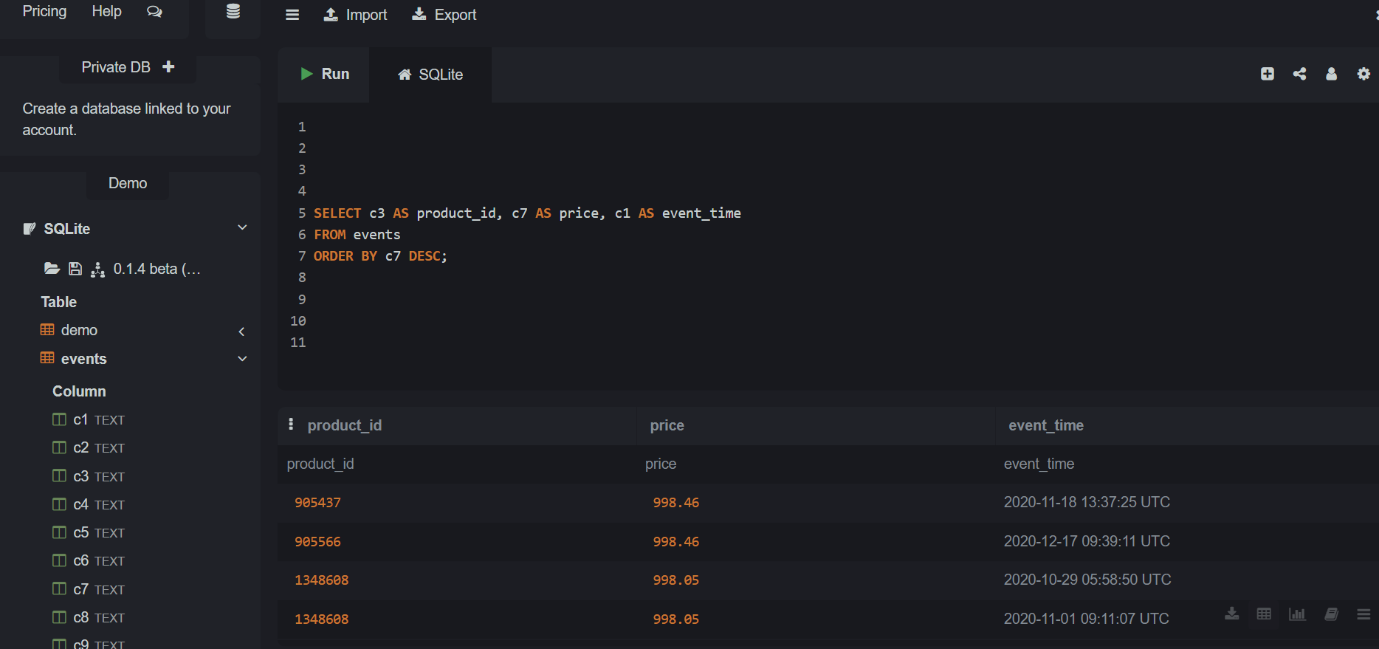 Pricing Help
Import Export
Private DB
Run SQLite
Create a database linked to your
account.
Demo
SQLite
0.1.4 beta (...
Table
demo
events
Column
c1 TEXT
c2 TEXT
c3 TEXT
c4 TEXT
c5 TEXT
c6 TEXT
c7 TEXT
c8 TEXT
c9 TEXT
1
2
3
4
5 SELECT c3 AS product_id, c7 AS price, c1 AS event_time
6 FROM events
7 ORDER BY c7 DESC;
8
9
10
11
product_id price event_time
product_id price event_time
905437 998.46 2020-11-18 13:37:25 UTC
905566 998.46 2020-12-17 09:39:11 UTC
1348608 998.05 2020-10-29 05:58:50 UTC
1348608 998.05 2020-11-01 09:11:07 UTC